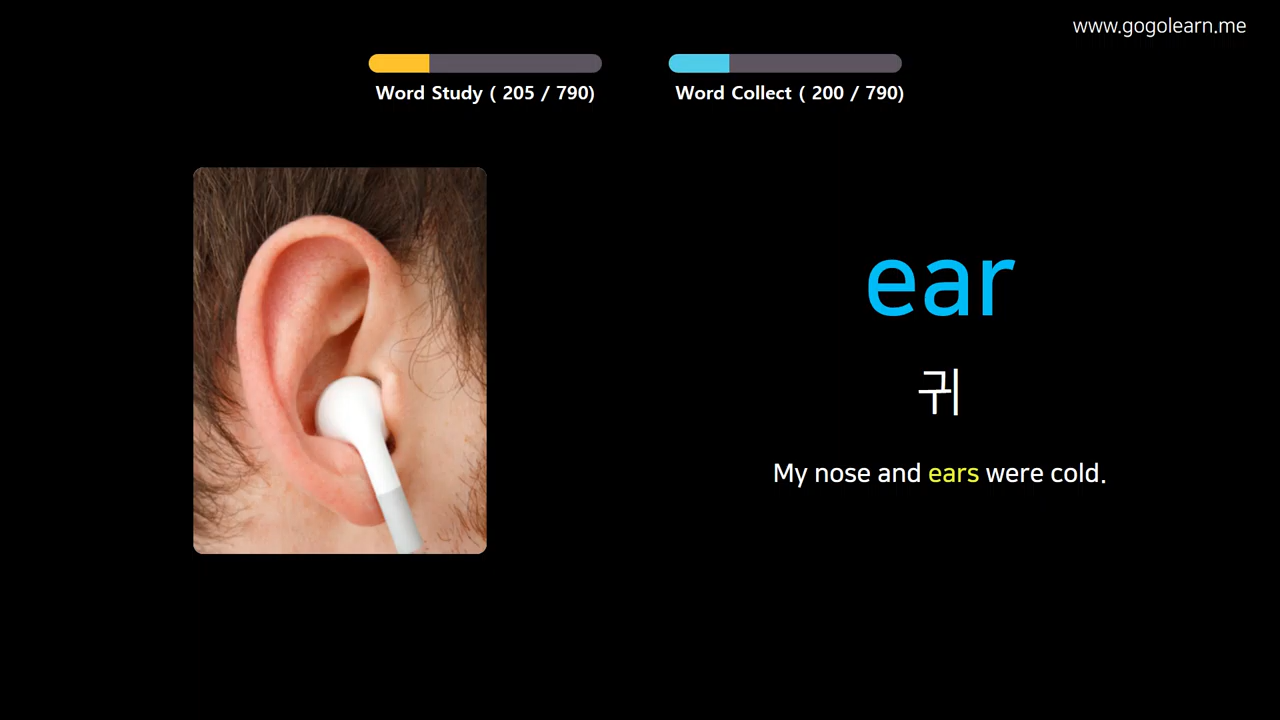 www.gogolearn.me
Word Study ( 205 / 790)
Word Collect ( 200 / 790)
ear
귀
My nose and ears were cold.